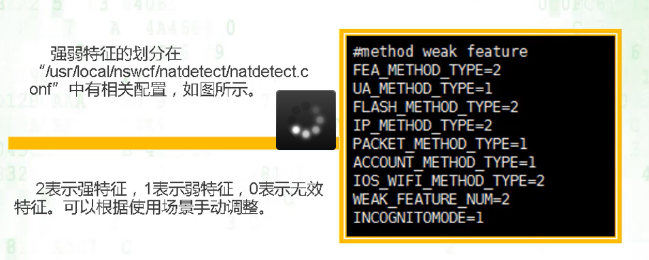 强弱特征的划分在
“/usr/local/nswcf/natdetect/natdetect.c
onf”中有相关配置，如图所示。
2表示强特征，1表示弱特征，0表示无效
特征。可以根据使用场景手动调整。
#method weak feature
FEA_METHOD_TYPE=2
UA_METHOD_TYPE=1
FLASH_METHOD_TYPE=2
IP_METHOD_TYPE=2
PACKET_METHOD_TYPE=1
ACCOUNT_METHOD_TYPE=1
IOS_WIFI_METHOD_TYPE=2
WEAK_FEATURE_NUM=2
INCOGNITOMODE=1